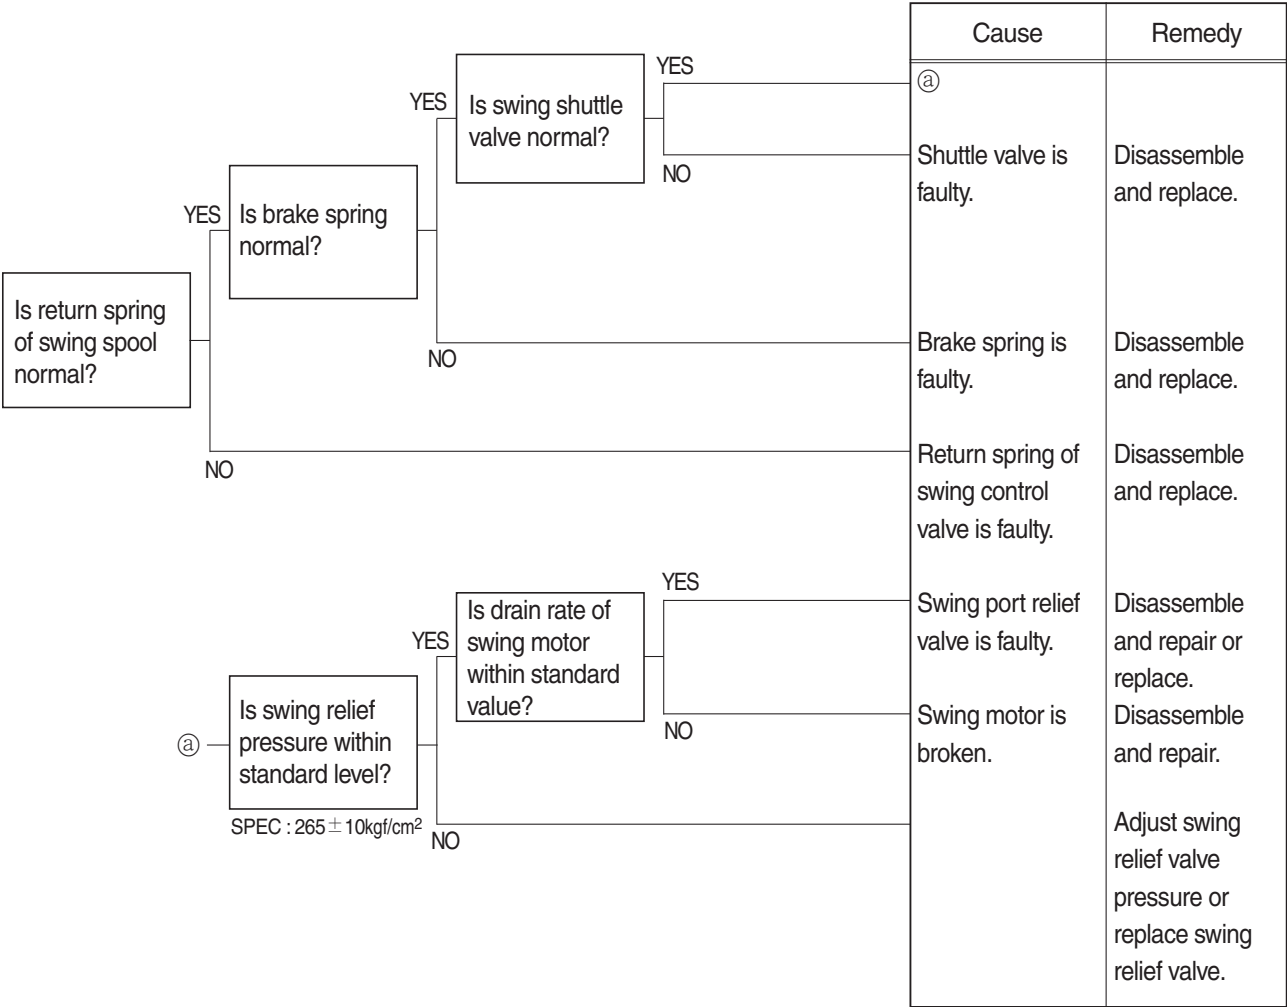 Cause
Remedy
YES
ⓐ
YES
Is swing shuttle
valve normal?
NO
Shuttle valve is
faulty.
Disassemble
and replace.
YES
Is brake spring
normal?
NO
Brake spring is
faulty.
Disassemble
and replace.
Is return spring
of swing spool
normal?
NO
Return spring of
swing control
valve is faulty.
Disassemble
and replace.
YES
Swing port relief
valve is faulty.
Disassemble
and repair or
replace.
YES
Is drain rate of
swing motor
within standard
value?
NO
Swing motor is
broken.
Disassemble
and repair.
ⓐ
Is swing relief
pressure within
standard level?
SPEC : 265±10kgf/cm²
NO
Adjust swing
relief valve
pressure or
replace swing
relief valve.